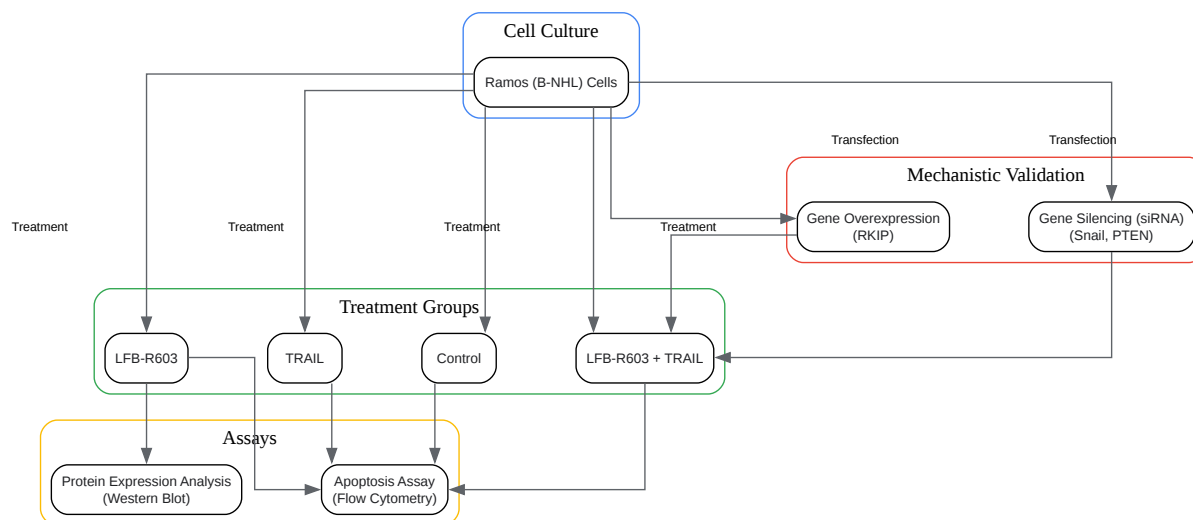 Cell Culture
Ramos (B-NHL) Cells
Transfection
Transfection
Mechanistic Validation
Gene Overexpression
(RKIP)
Gene Silencing (siRNA)
(Snail, PTEN)
Treatment
Treatment
Treatment
Treatment
Treatment Groups
LFB-R603
TRAIL
Control
LFB-R603 + TRAIL
Assays
Protein Expression Analysis
(Western Blot)
Apoptosis Assay
(Flow Cytometry)